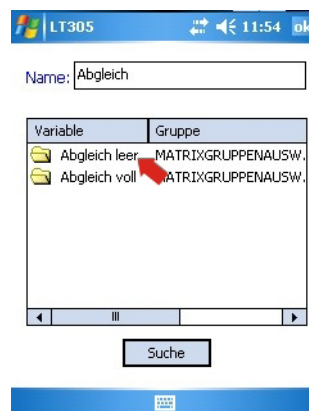 LT305 11:54 ok
Name: Abgleich
Variable Gruppe
Abgleich leer MATRIXGRUPPENAUSW.
Abgleich voll MATRIXGRUPPENAUSW.
Suche